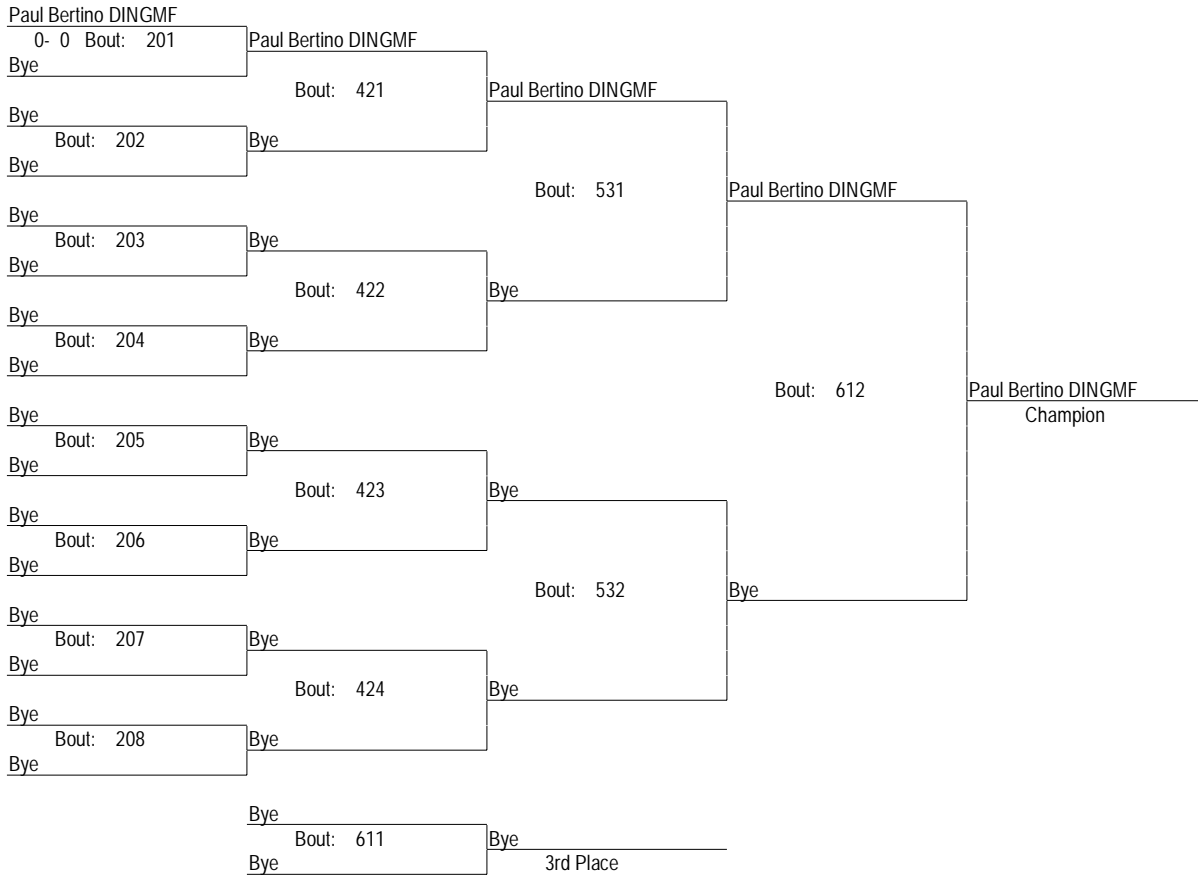 Paul Bertino DINGMF
0- 0 Bout: 201 Paul Bertino DINGMF
Bye
Bout: 421 Paul Bertino DINGMF
Bye
Bout: 202 Bye
Bye
Bout: 531 Paul Bertino DINGMF
Bye
Bout: 203 Bye
Bye
Bout: 422 Bye
Bye
Bout: 204 Bye
Bye
Bout: 612 Paul Bertino DINGMF
Bye Champion
Bout: 205 Bye
Bye
Bout: 423 Bye
Bye
Bout: 206 Bye
Bye
Bout: 532 Bye
Bye
Bout: 207 Bye
Bye
Bout: 424 Bye
Bye
Bout: 208 Bye
Bye
Bye
Bout: 611 Bye
Bye 3rd Place